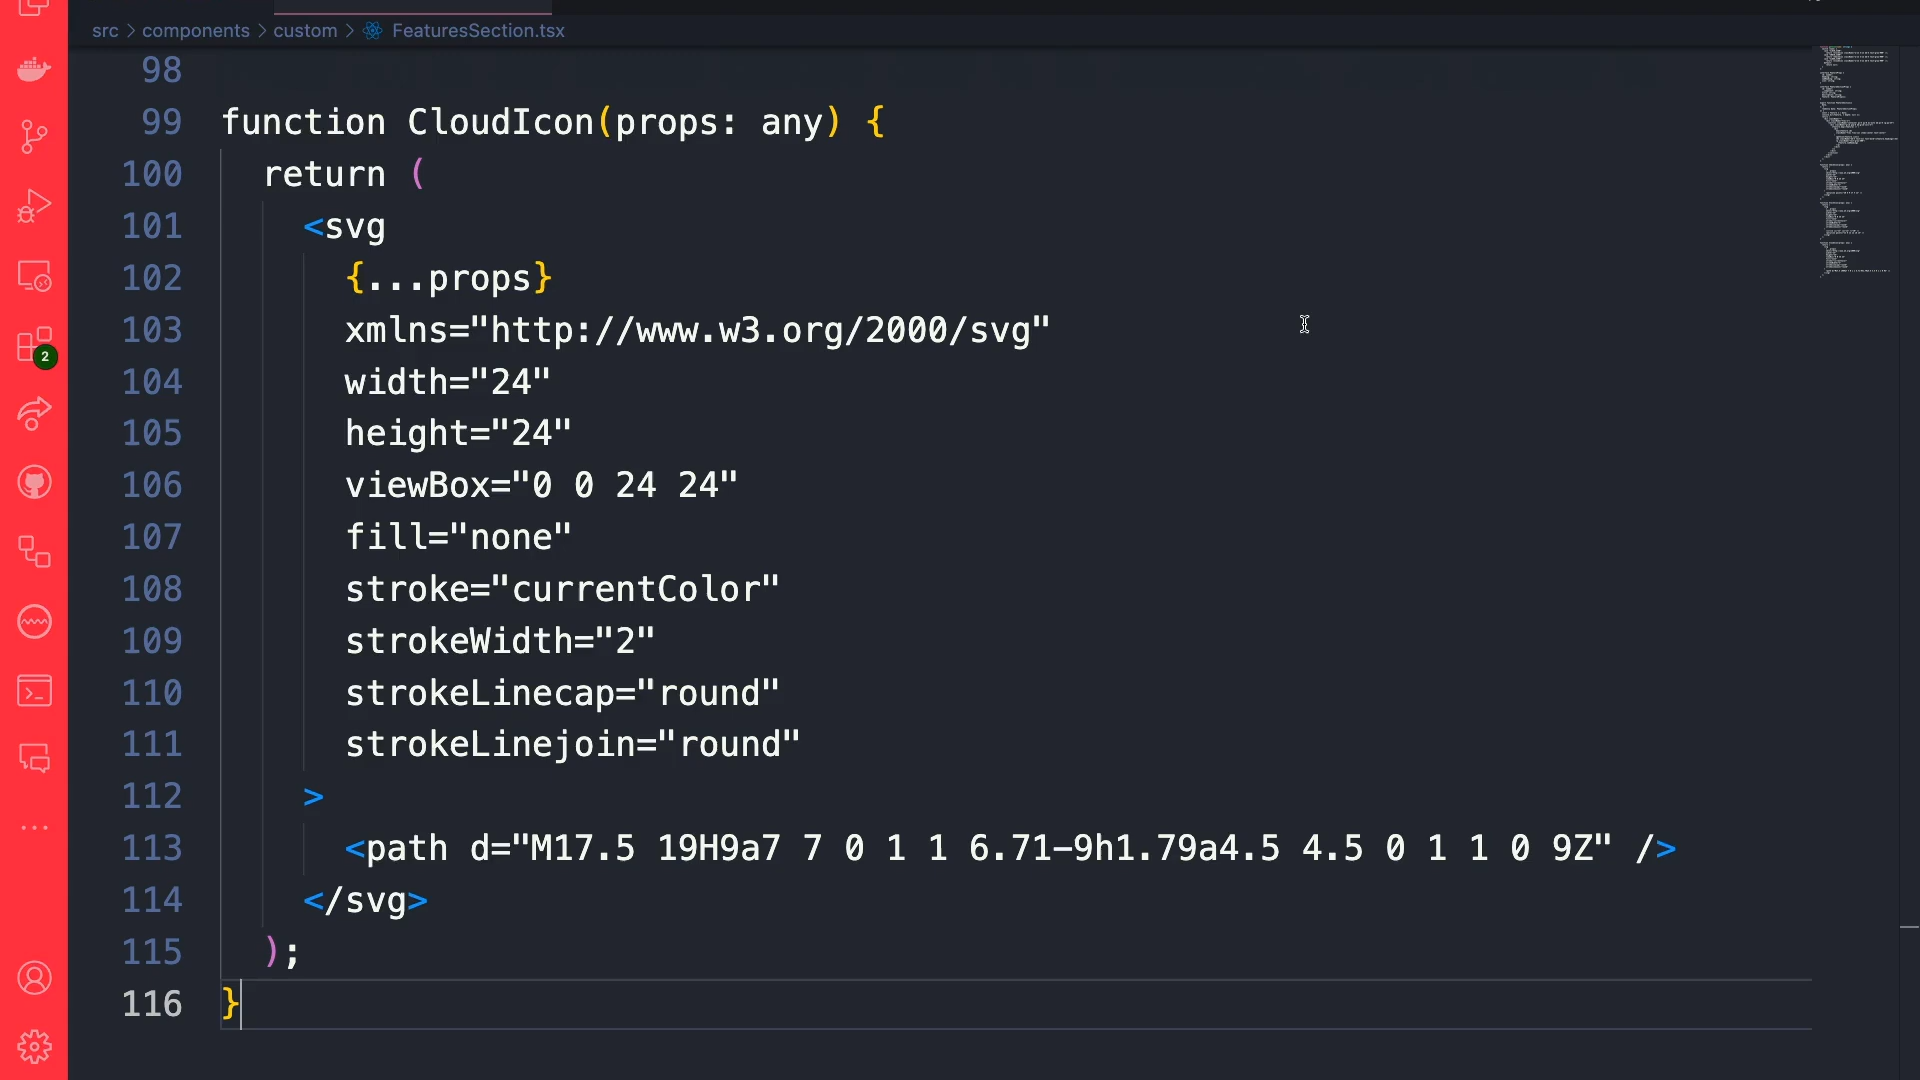 src > components > custom > FeaturesSection.tsx
98
99 function CloudIcon(props: any) {
100 return (
101 <svg
102 {...props}
103 xmlns="http://www.w3.org/2000/svg"
104 width="24"
105 height="24"
106 viewBox="0 0 24 24"
107 fill="none"
108 stroke="currentColor"
109 strokeWidth="2"
110 strokeLinecap="round"
111 strokeLinejoin="round"
112 >
113 <path d="M17.5 19H9a7 7 0 1 1 6.71-9h1.79a4.5 4.5 0 1 1 0 9Z" />
114 </svg>
115 );
116 }
2